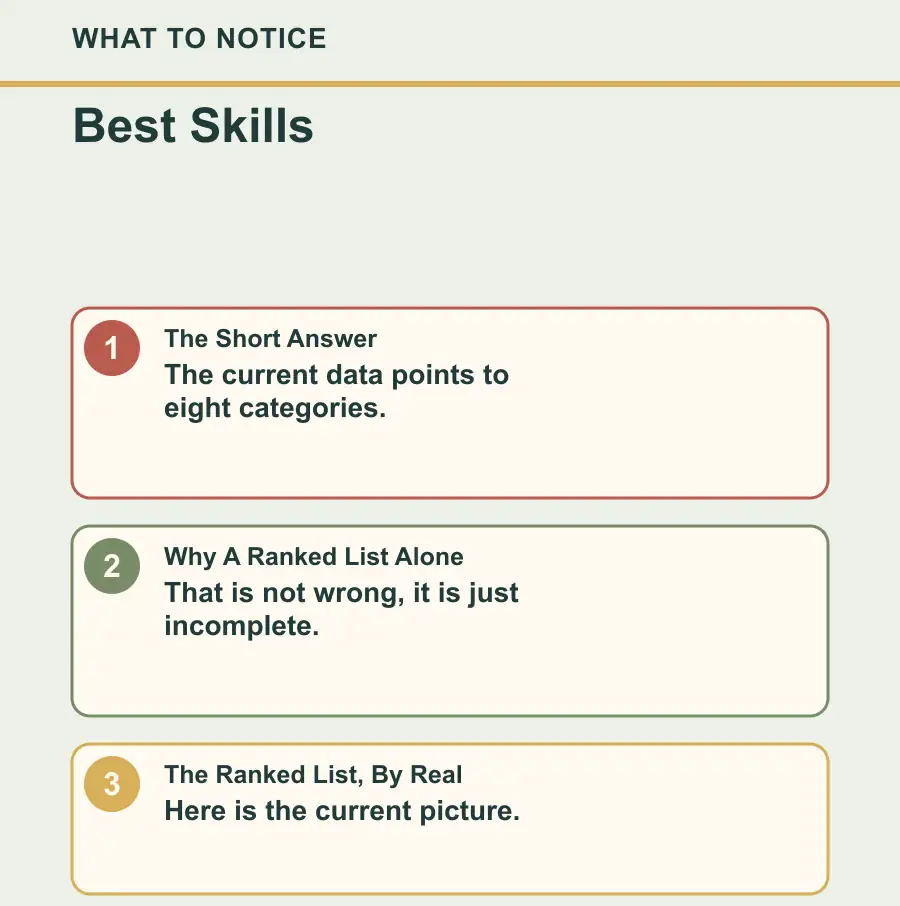 WHAT TO NOTICE
Best Skills
1
The Short Answer
The current data points to
eight categories.
2
Why A Ranked List Alone
That is not wrong, it is just
incomplete.
3
The Ranked List, By Real
Here is the current picture.